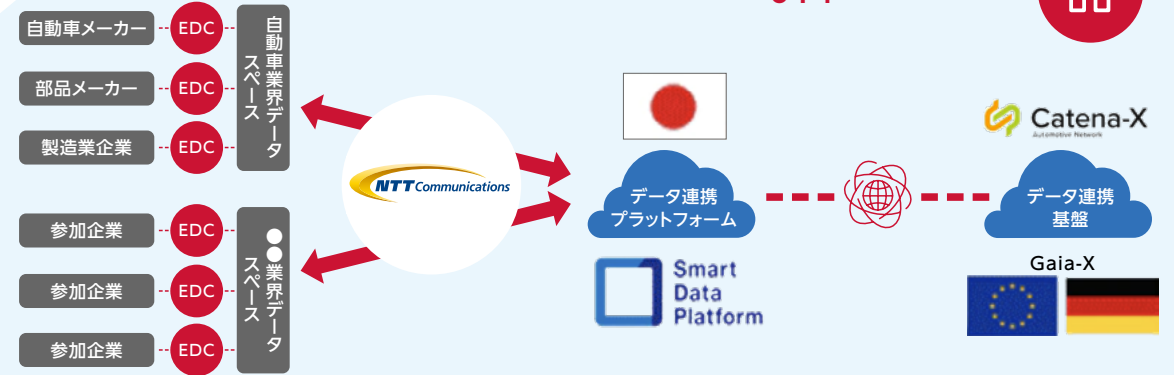 自動車メーカー
EDC
部品メーカー
EDC
製造業企業
EDC
自動車業界データ
スペース
参加企業
EDC
参加企業
EDC
参加企業
EDC
●●業界データ
スペース
NTT Communications
データ連携
プラットフォーム
Smart
Data
Platform
Catena-X
Automotive Network
データ連携
基盤
Gaia-X